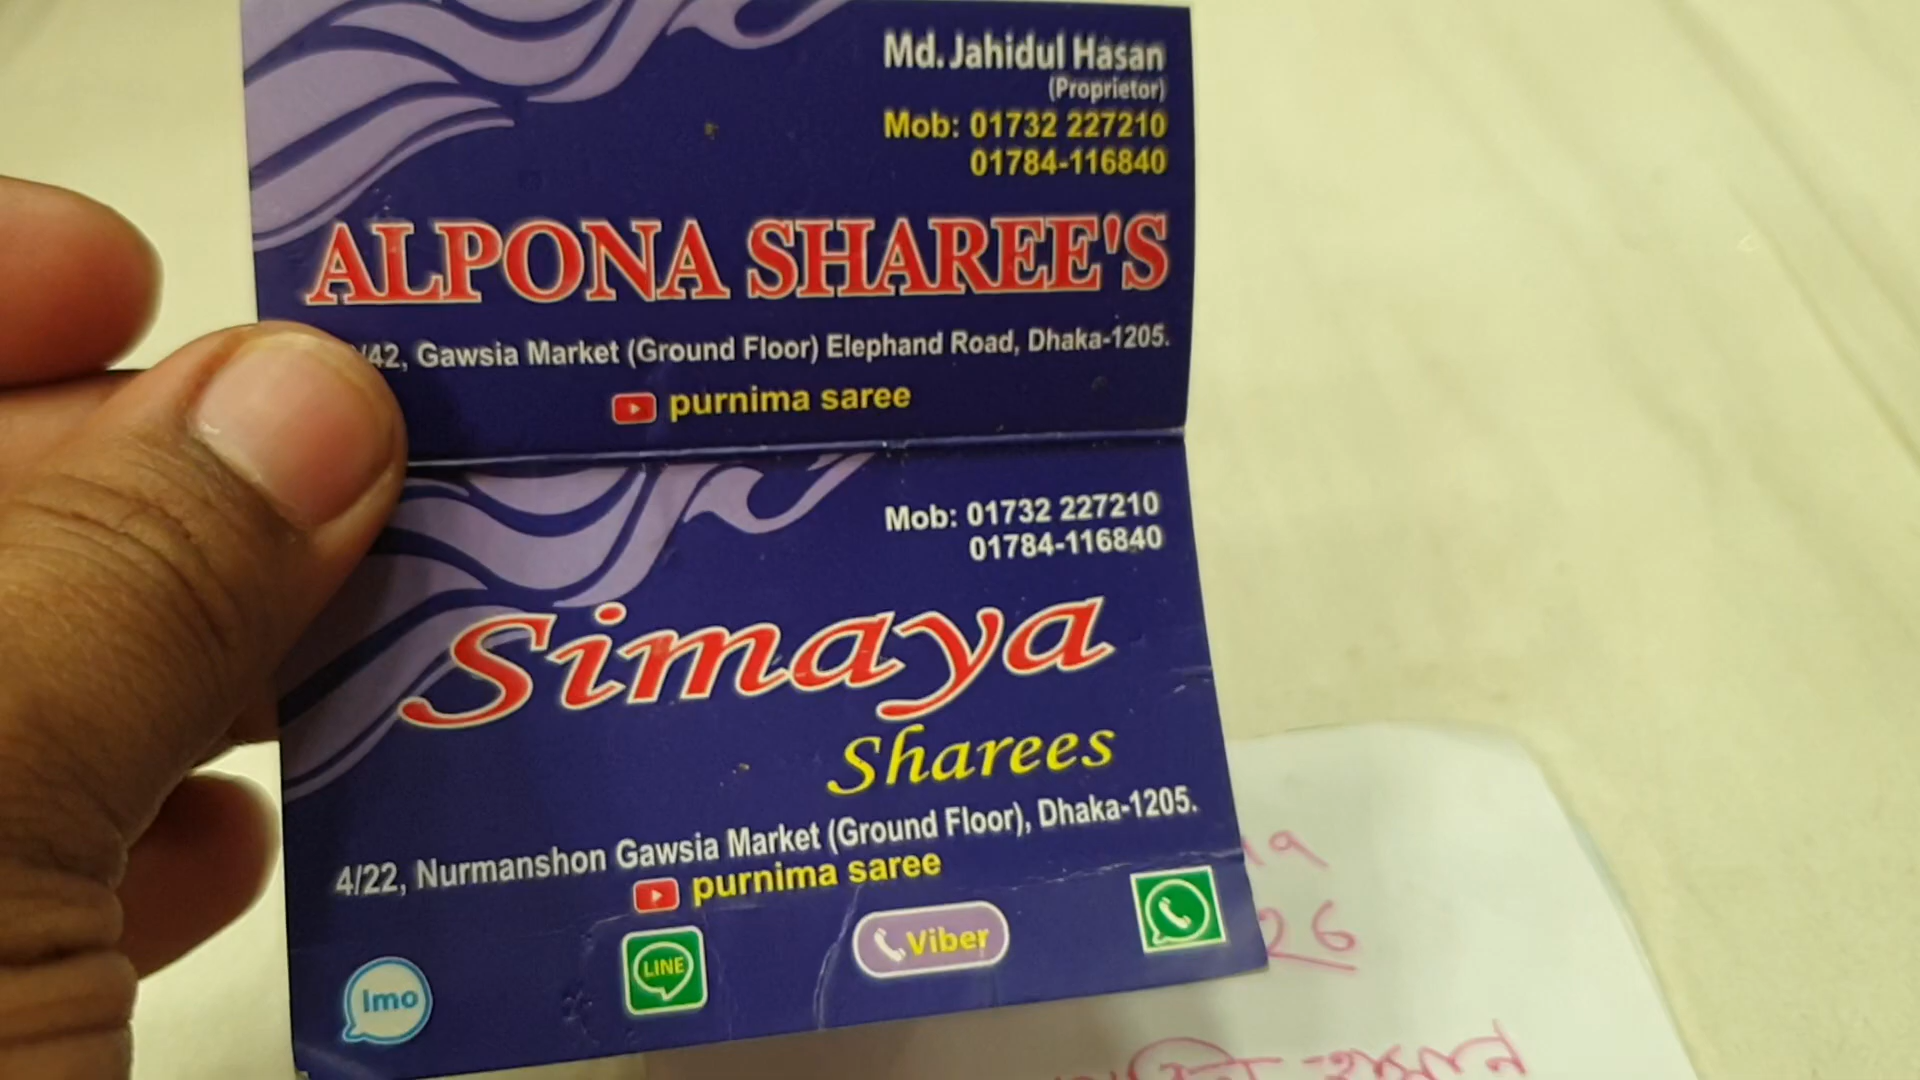 Md. Jahidul Hasan
(Proprietor)
Mob: 01732 227210
01784-116840
ALPONA SHAREE'S
/42, Gawsia Market (Ground Floor) Elephand Road, Dhaka-1205.
purnima saree
Mob: 01732 227210
01784-116840
Simaya
Sharees
4/22, Nurmanshon Gawsia Market (Ground Floor), Dhaka-1205.
purnima saree
Imo
LINE
Viber
26